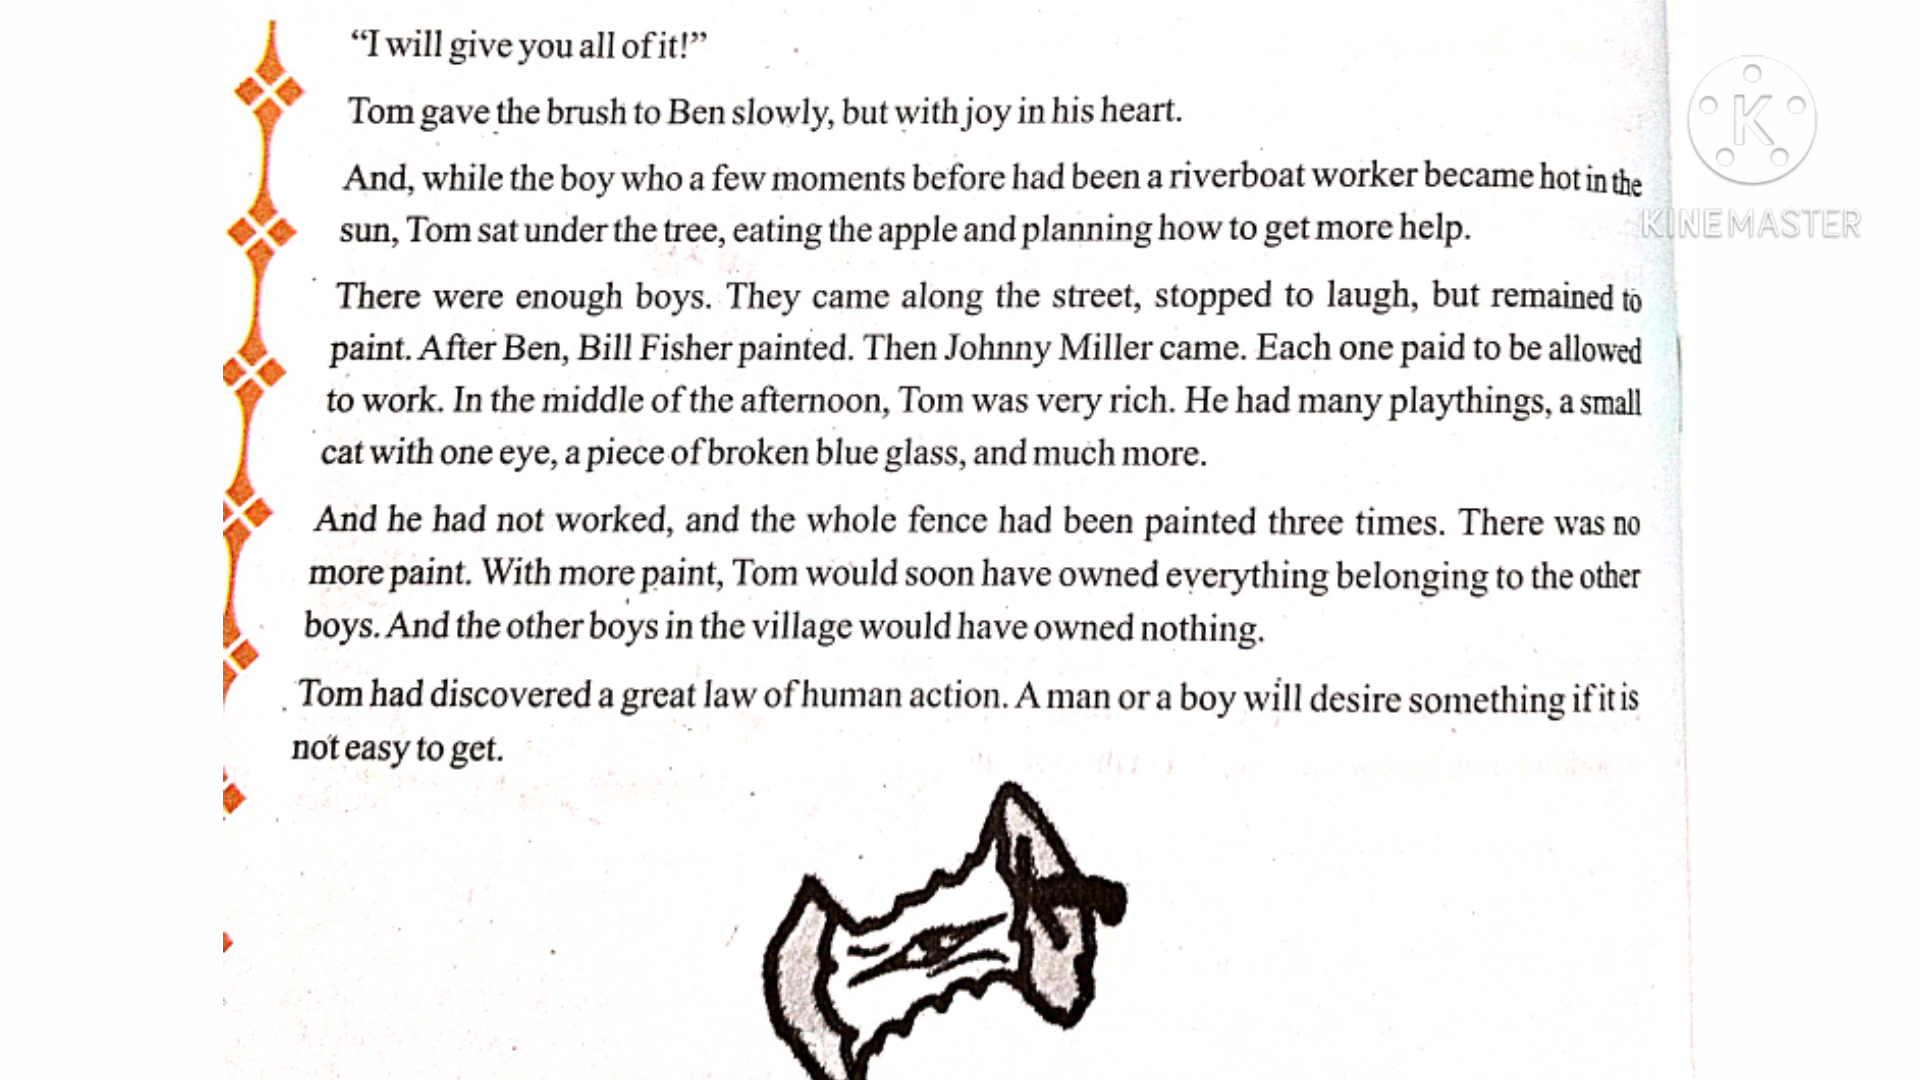 “I will give you all of it!”
Tom gave the brush to Ben slowly, but with joy in his heart.
And, while the boy who a few moments before had been a riverboat worker became hot in the
sun, Tom sat under the tree, eating the apple and planning how to get more help.
There were enough boys. They came along the street, stopped to laugh, but remained to
paint. After Ben, Bill Fisher painted. Then Johnny Miller came. Each one paid to be allowed
to work. In the middle of the afternoon, Tom was very rich. He had many playthings, a small
cat with one eye, a piece of broken blue glass, and much more.
And he had not worked, and the whole fence had been painted three times. There was no
more paint. With more paint, Tom would soon have owned everything belonging to the other
boys. And the other boys in the village would have owned nothing.
Tom had discovered a great law of human action. A man or a boy will desire something if it is
not easy to get.
K
KINEMASTER